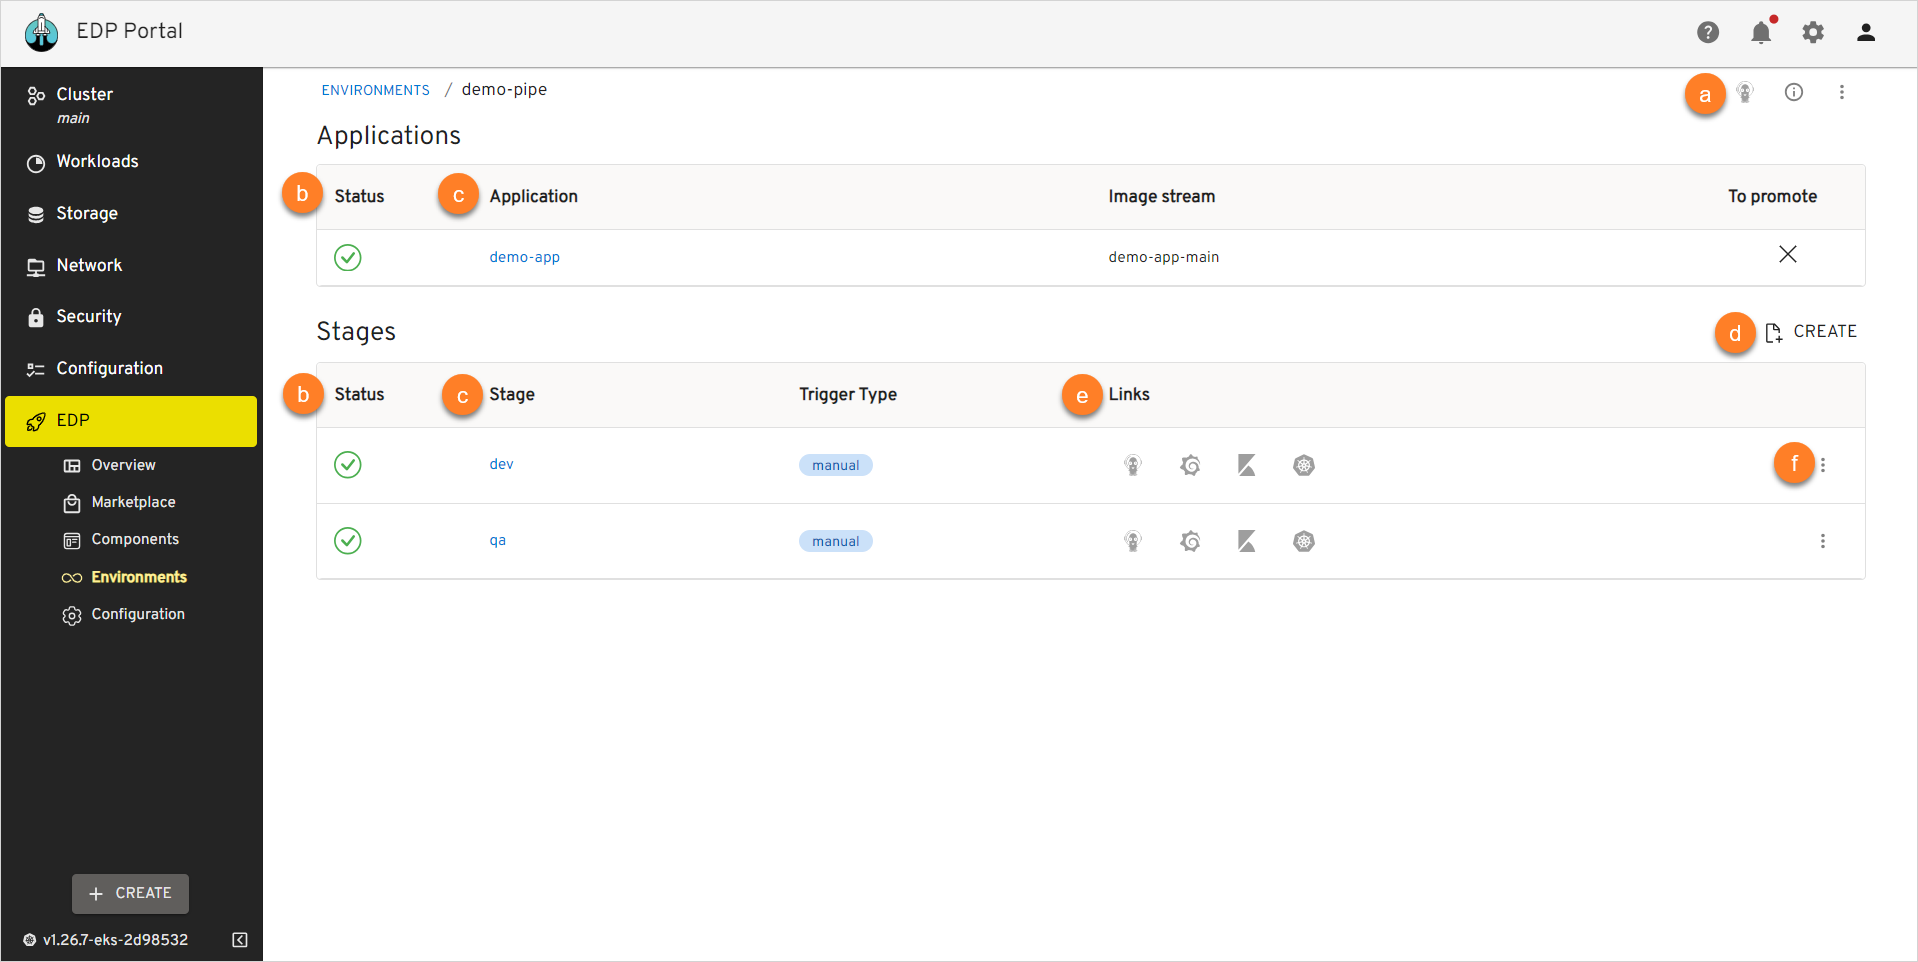 EDP Portal
Cluster
main
Workloads
Storage
Network
Security
Configuration
EDP
Overview
Marketplace
Components
Environments
Configuration
+ CREATE
v1.26.7-eks-2d98532
ENVIRONMENTS / demo-pipe
a
Applications
b Status c Application Image stream To promote
demo-app demo-app-main
Stages
d CREATE
b Status c Stage Trigger Type e Links
dev manual f
qa manual